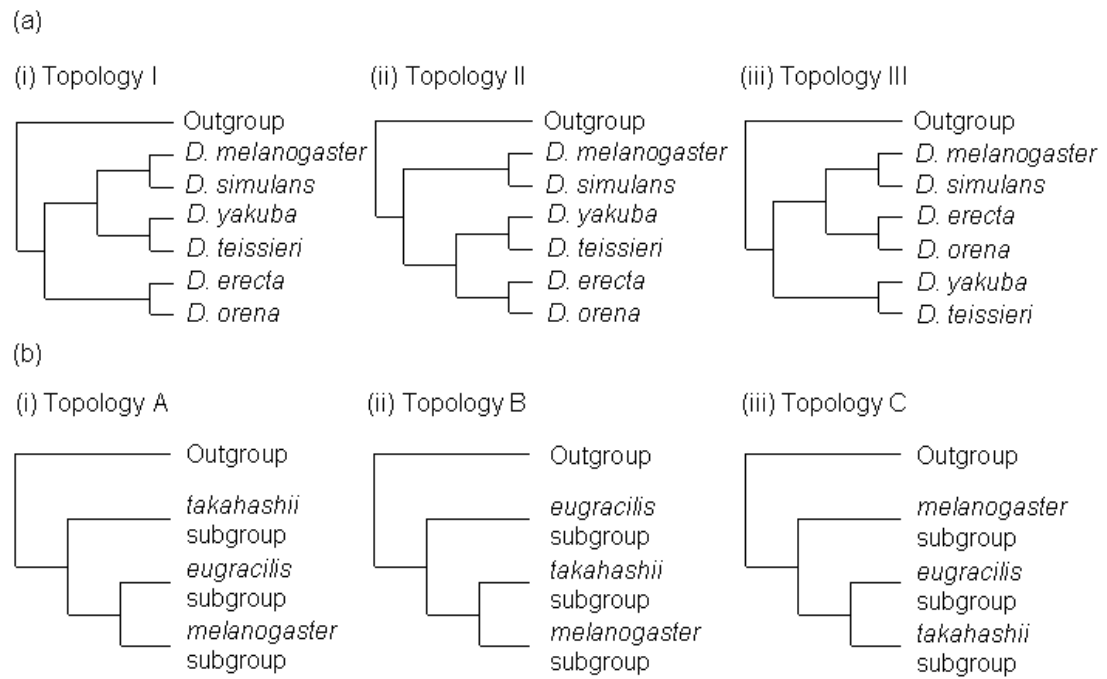 (a)
(i) Topology I
(ii) Topology II
(iii) Topology III
Outgroup
D. melanogaster
D. simulans
D. yakuba
D. teissieri
D. erecta
D. orena
Outgroup
D. melanogaster
D. simulans
D. yakuba
D. teissieri
D. erecta
D. orena
Outgroup
D. melanogaster
D. simulans
D. erecta
D. orena
D. yakuba
D. teissieri
(b)
(i) Topology A
(ii) Topology B
(iii) Topology C
Outgroup
takahashii
subgroup
eugracilis
subgroup
melanogaster
subgroup
Outgroup
eugracilis
subgroup
takahashii
subgroup
melanogaster
subgroup
Outgroup
melanogaster
subgroup
eugracilis
subgroup
takahashii
subgroup